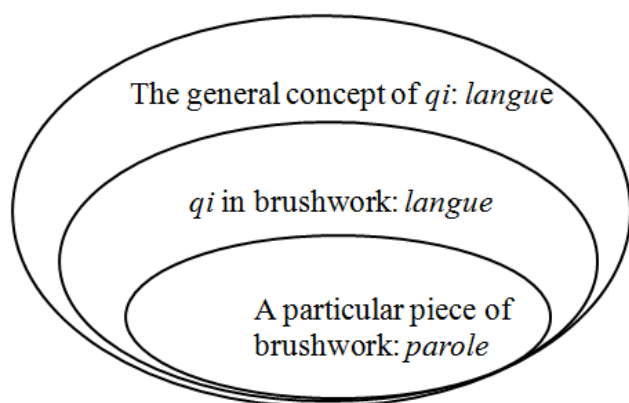 The general concept of qi: langue
qi in brushwork: langue
A particular piece of
brushwork: parole